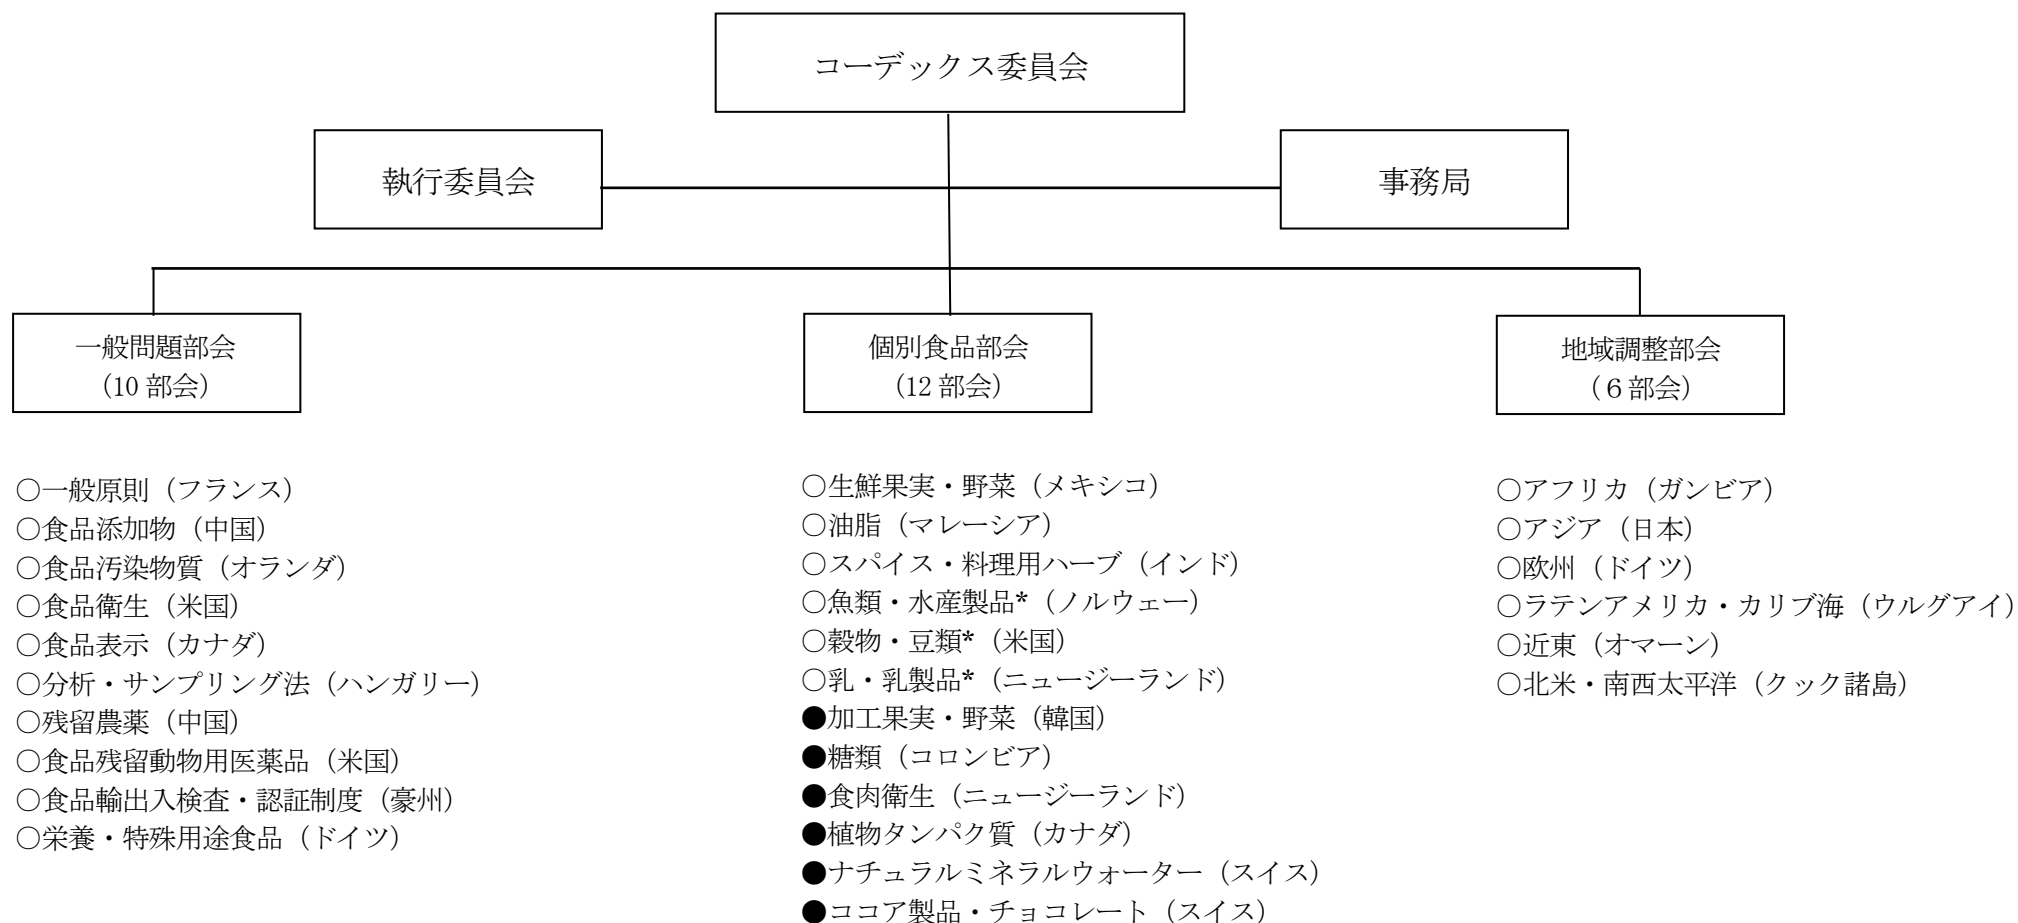 コーデックス委員会
執行委員会
事務局
一般問題部会
（10 部会）
○一般原則（フランス）
○食品添加物（中国）
○食品汚染物質（オランダ）
○食品衛生（米国）
○食品表示（カナダ）
○分析・サンプリング法（ハンガリー）
○残留農薬（中国）
○食品残留動物用医薬品（米国）
○食品輸出入検査・認証制度（豪州）
○栄養・特殊用途食品（ドイツ）
個別食品部会
（12 部会）
○生鮮果実・野菜（メキシコ）
○油脂（マレーシア）
○スパイス・料理用ハーブ（インド）
○魚類・水産製品*（ノルウェー）
○穀物・豆類*（米国）
○乳・乳製品*（ニュージーランド）
●加工果実・野菜（韓国）
●糖類（コロンビア）
●食肉衛生（ニュージーランド）
●植物タンパク質（カナダ）
●ナチュラルミネラルウォーター（スイス）
●ココア製品・チョコレート（スイス）
地域調整部会
（６部会）
○アフリカ（ガンビア）
○アジア（日本）
○欧州（ドイツ）
○ラテンアメリカ・カリブ海（ウルグアイ）
○近東（オマーン）
○北米・南西太平洋（クック諸島）